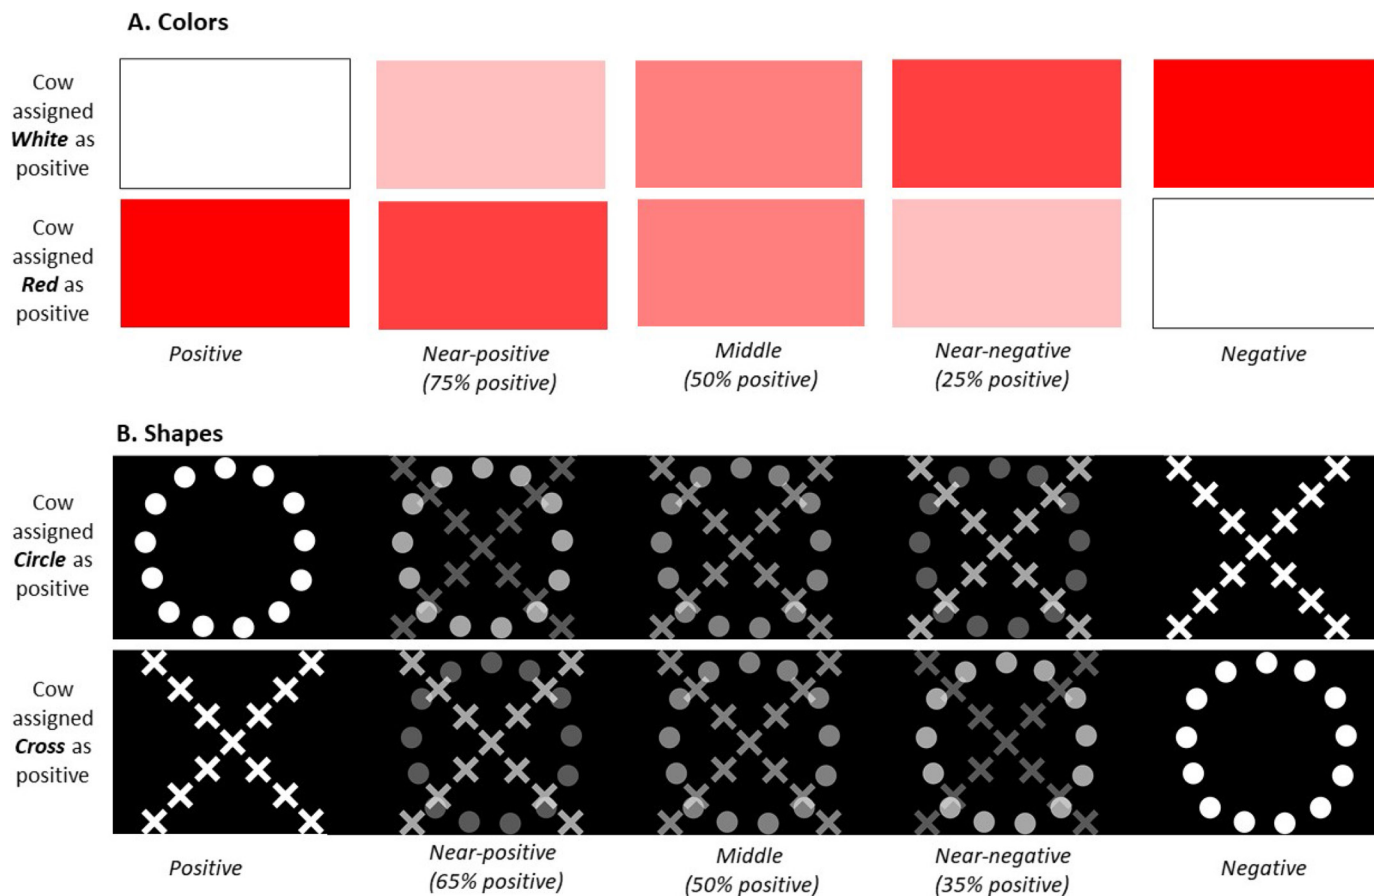 A. Colors
Cow
assigned
White as
positive
Cow
assigned
Red as
positive
Positive
Near-positive
(75% positive)
Middle
(50% positive)
Near-negative
(25% positive)
Negative
B. Shapes
Cow
assigned
Circle as
positive
Cow
assigned
Cross as
positive
Positive
Near-positive
(65% positive)
Middle
(50% positive)
Near-negative
(35% positive)
Negative